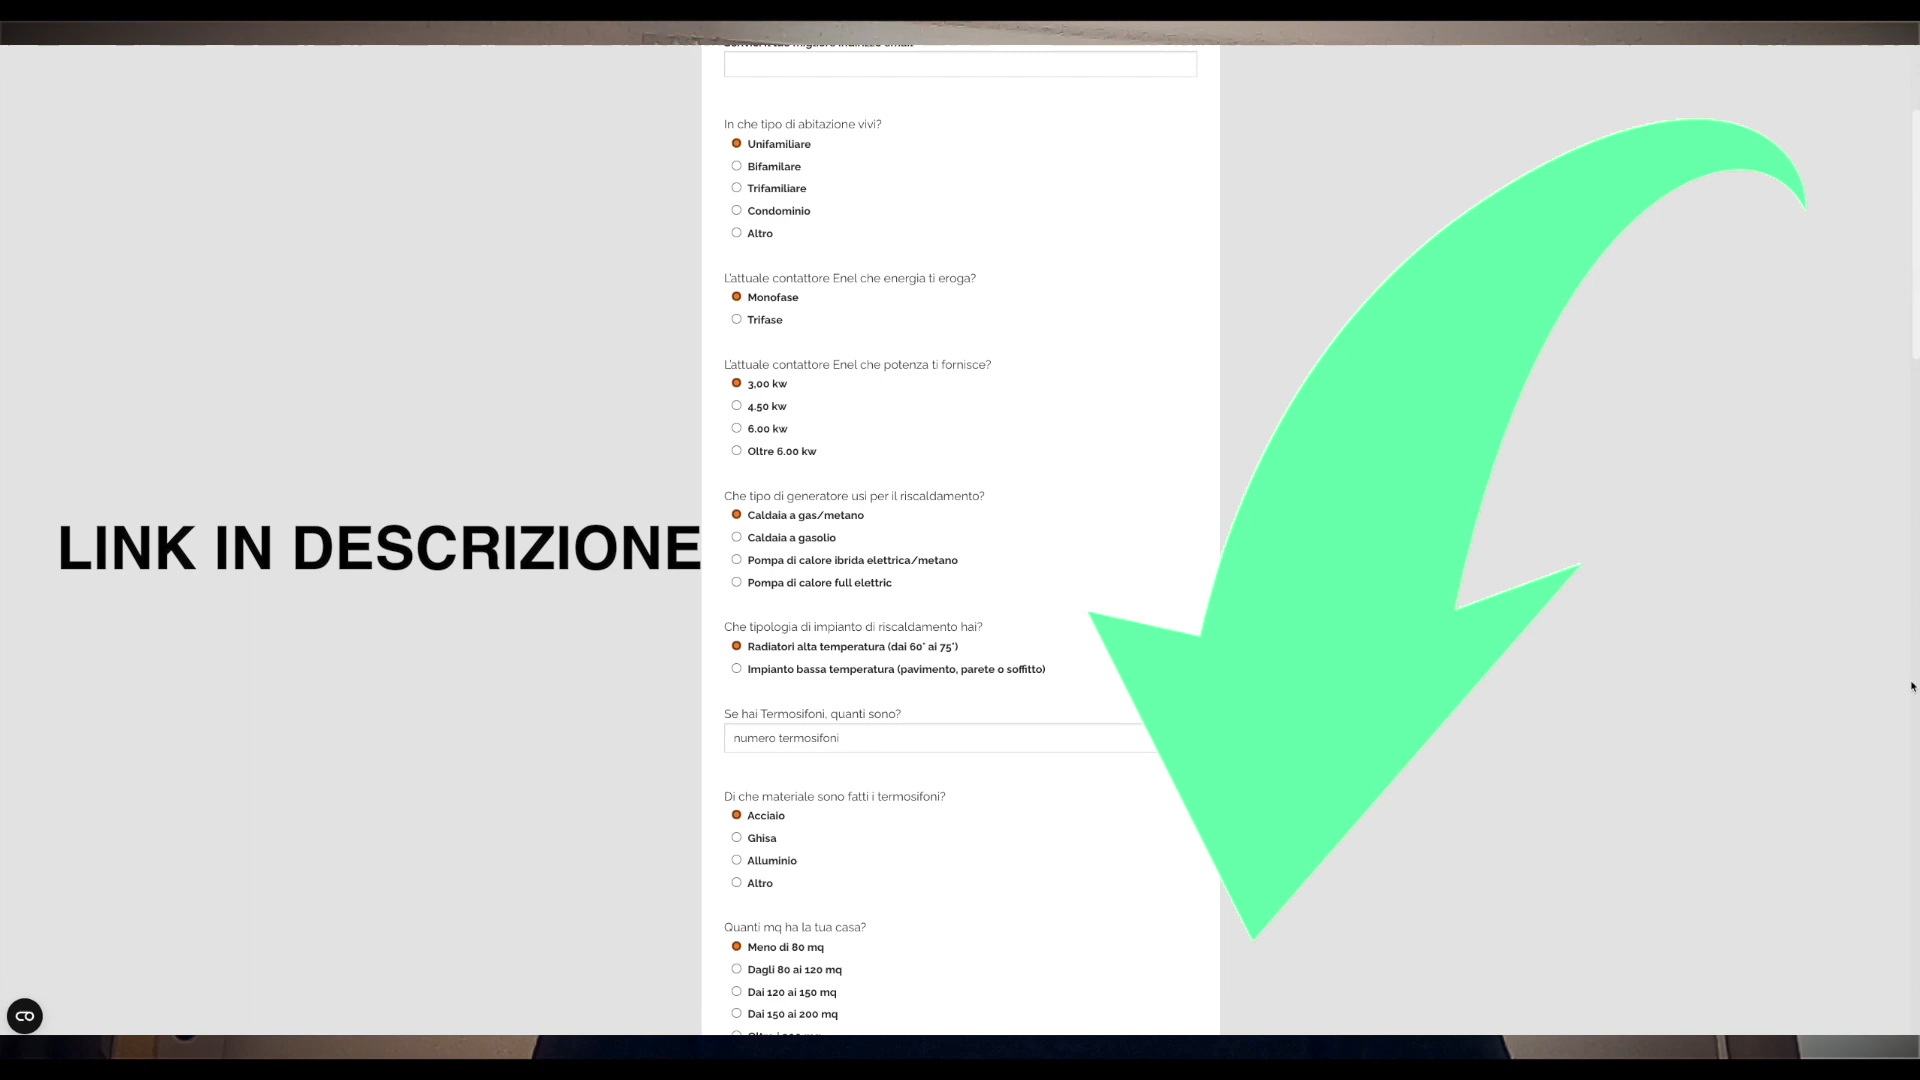 In che tipo di abitazione vivi?
Unifamiliare
Bifamilare
Trifamiliare
Condominio
Altro
L'attuale contattore Enel che energia ti eroga?
Monofase
Trifase
L'attuale contattore Enel che potenza ti fornisce?
3,00 kw
4.50 kw
6.00 kw
Oltre 6.00 kw
Che tipo di generatore usi per il riscaldamento?
Caldaia a gas/metano
Caldaia a gasolio
Pompa di calore ibrida elettrica/metano
Pompa di calore full elettric
LINK IN DESCRIZIONE
Che tipologia di impianto di riscaldamento hai?
Radiatori alta temperatura (dai 60° ai 75°)
Impianto bassa temperatura (pavimento, parete o soffitto)
Se hai Termosifoni, quanti sono?
numero termosifoni
Di che materiale sono fatti i termosifoni?
Acciaio
Ghisa
Alluminio
Altro
Quanti mq ha la tua casa?
Meno di 80 mq
Dagli 80 ai 120 mq
Dai 120 ai 150 mq
Dai 150 ai 200 mq